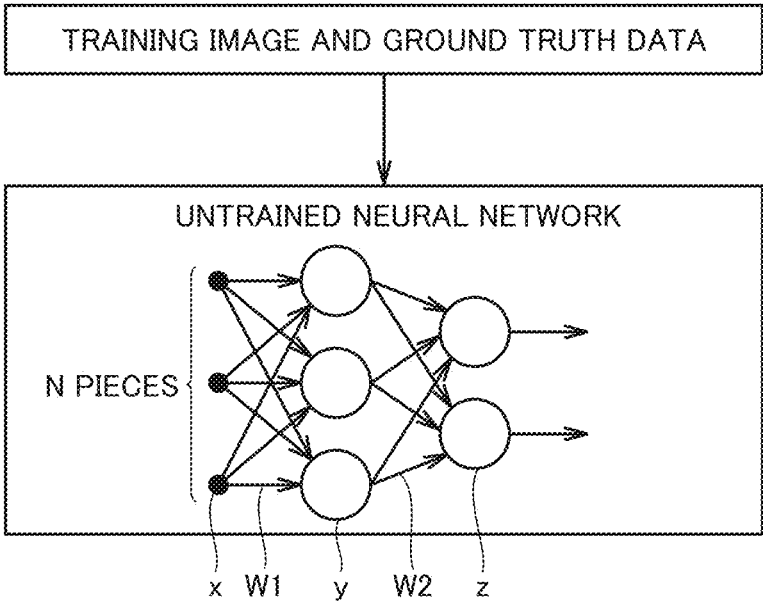 TRAINING IMAGE AND GROUND TRUTH DATA
UNTRAINED NEURAL NETWORK
N PIECES
x W1 y W2 z